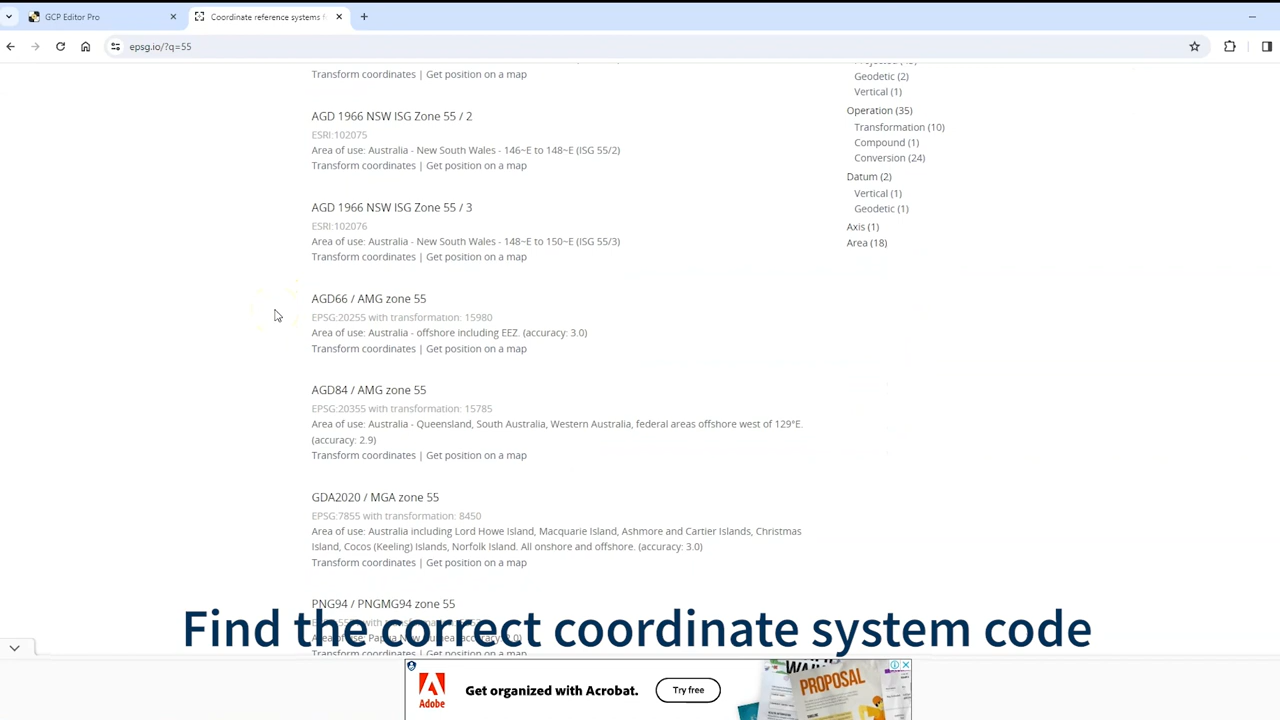 GCP Editor Pro
Coordinate reference systems f
epsg.io/?q=55
Transform coordinates | Get position on a map
AGD 1966 NSW ISG Zone 55 / 2
ESRI:102075
Area of use: Australia - New South Wales - 146~E to 148~E (ISG 55/2)
Transform coordinates | Get position on a map
AGD 1966 NSW ISG Zone 55 / 3
ESRI:102076
Area of use: Australia - New South Wales - 148~E to 150~E (ISG 55/3)
Transform coordinates | Get position on a map
AGD66 / AMG zone 55
EPSG:20255 with transformation: 15980
Area of use: Australia - offshore including EEZ. (accuracy: 3.0)
Transform coordinates | Get position on a map
AGD84 / AMG zone 55
EPSG:20355 with transformation: 15785
Area of use: Australia - Queensland, South Australia, Western Australia, federal areas offshore west of 129°E.
(accuracy: 2.9)
Transform coordinates | Get position on a map
GDA2020 / MGA zone 55
EPSG:7855 with transformation: 8450
Area of use: Australia including Lord Howe Island, Macquarie Island, Ashmore and Cartier Islands, Christmas
Island, Cocos (Keeling) Islands, Norfolk Island. All onshore and offshore. (accuracy: 3.0)
Transform coordinates | Get position on a map
PNG94 / PNGMG94 zone 55
Transform coordinates | Get position on a map
Geodetic (2)
Vertical (1)
Operation (35)
Transformation (10)
Compound (1)
Conversion (24)
Datum (2)
Vertical (1)
Geodetic (1)
Axis (1)
Area (18)
Find the correct coordinate system code
Adobe
Get organized with Acrobat.
Try free
PROPOSAL